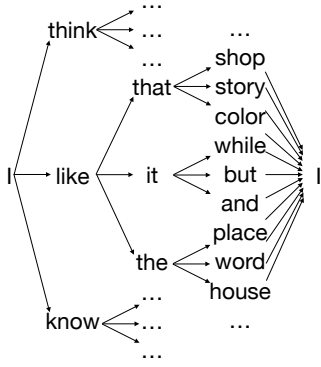 …
think … …
…
shop
that story
color
while
I like it but I
and
place
the word
house
…
know … …
…